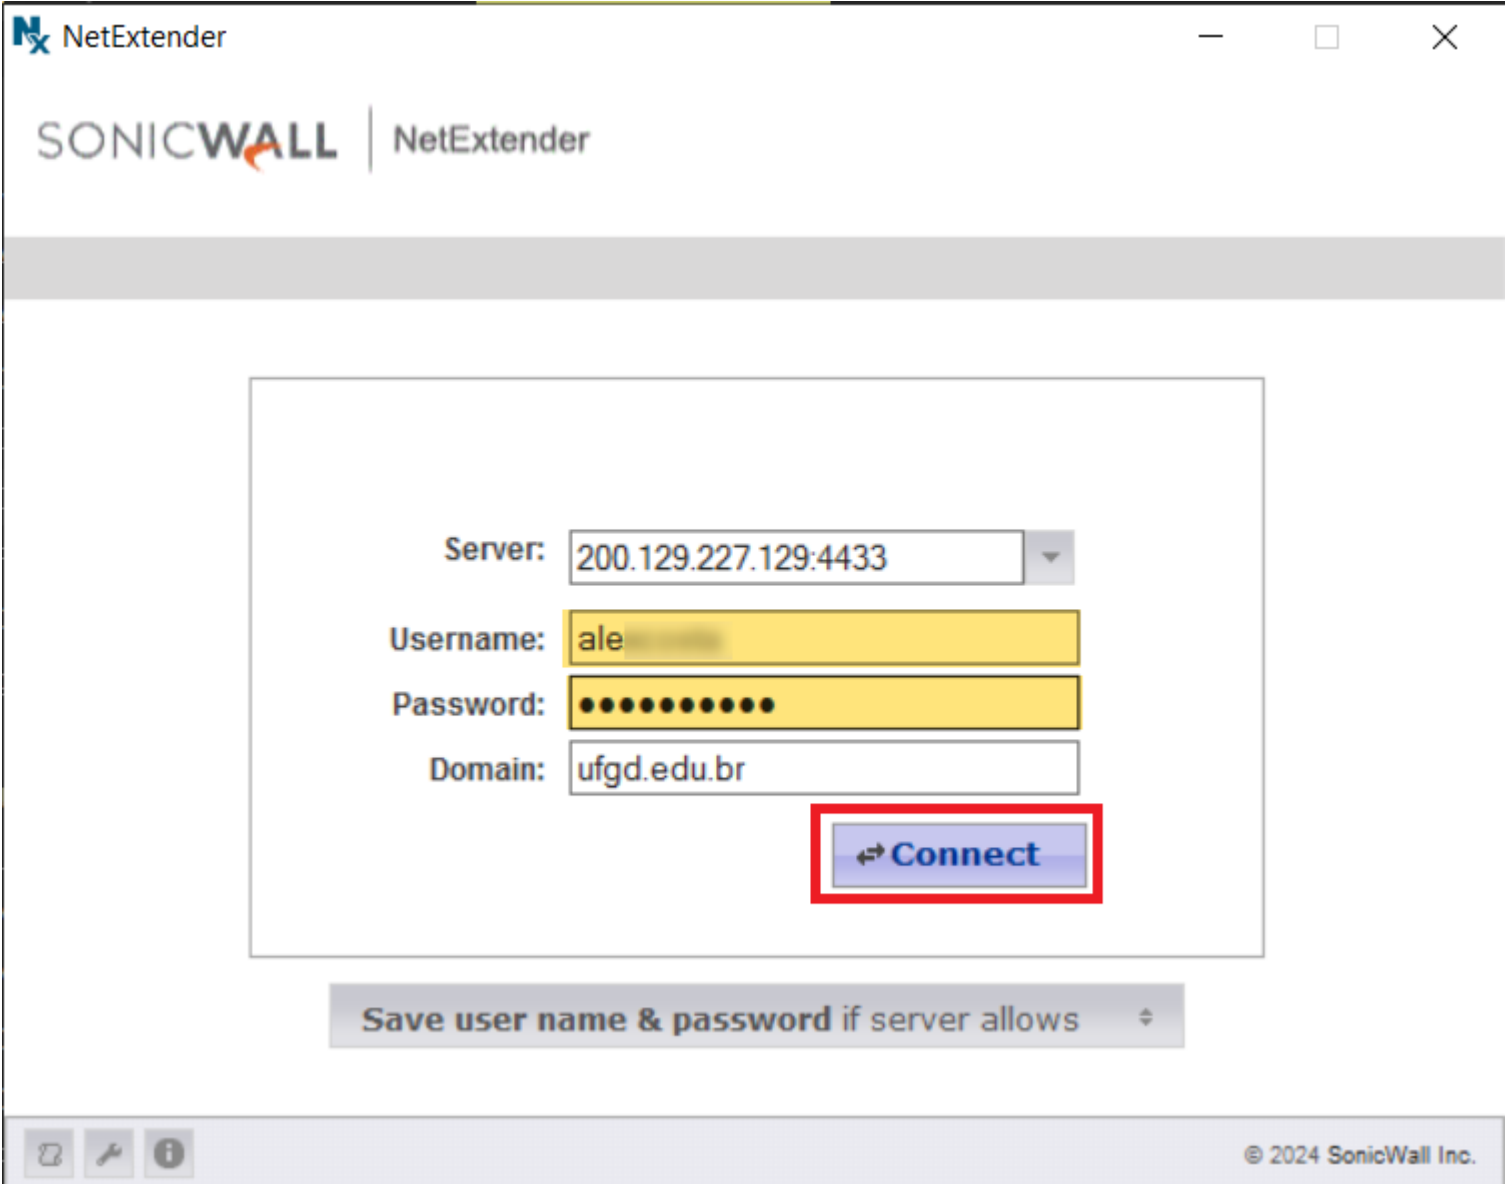 NetExtender
SONICWALL | NetExtender
Server: 200.129.227.129:4433
Username: ale
Password: ●●●●●●●●●●
Domain: ufgd.edu.br
Connect
Save user name & password if server allows
© 2024 SonicWall Inc.